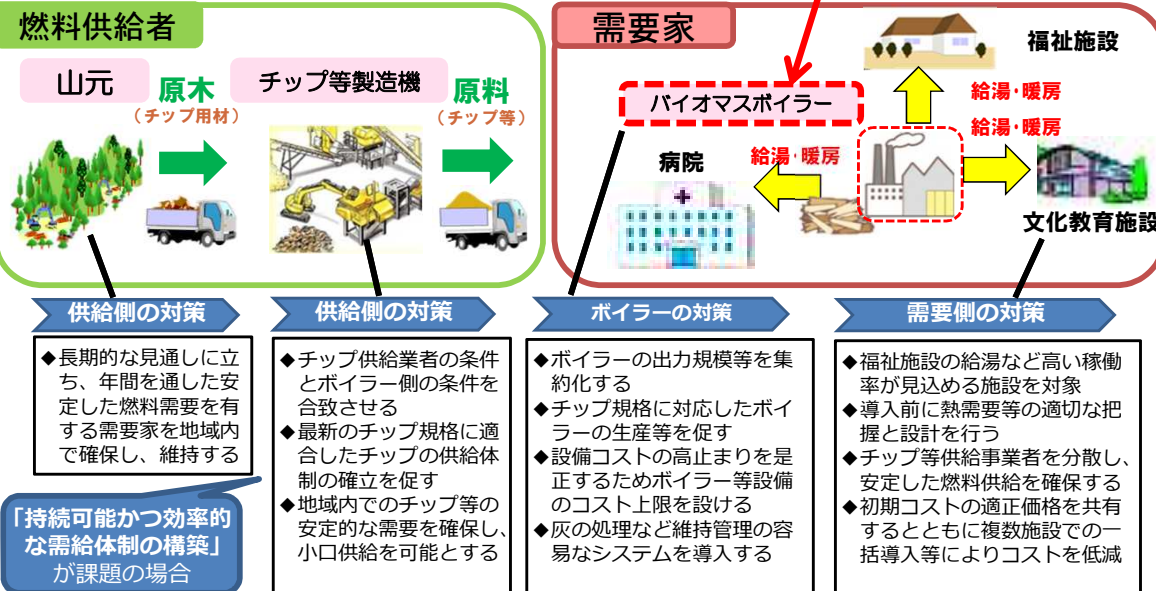 燃料供給者
山元
原木
（チップ用材）
チップ等製造機
原料
（チップ等）
需要家
バイオマスボイラー
福祉施設
給湯・暖房
給湯・暖房
病院
給湯・暖房
文化教育施設
供給側の対策
◆長期的な見通しに立
ち、年間を通した安
定した燃料需要を有
する需要家を地域内
で確保し、維持する
「持続可能かつ効率的
な需給体制の構築」
が課題の場合
供給側の対策
◆チップ供給業者の条件
とボイラー側の条件を
合致させる
◆最新のチップ規格に適
合したチップの供給体
制の確立を促す
◆地域内でのチップ等の
安定的な需要を確保し、
小口供給を可能とする
ボイラーの対策
◆ボイラーの出力規模等を集
約化する
◆チップ規格に対応したボイ
ラーの生産等を促す
◆設備コストの高止まりを是
正するためボイラー等設備
のコスト上限を設ける
◆灰の処理など維持管理の容
易なシステムを導入する
需要側の対策
◆福祉施設の給湯など高い稼働
率が見込める施設を対象
◆導入前に熱需要等の適切な把
握と設計を行う
◆チップ等供給事業者を分散し、
安定した燃料供給を確保する
◆初期コストの適正価格を共有
するとともに複数施設での一
括導入等によりコストを低減